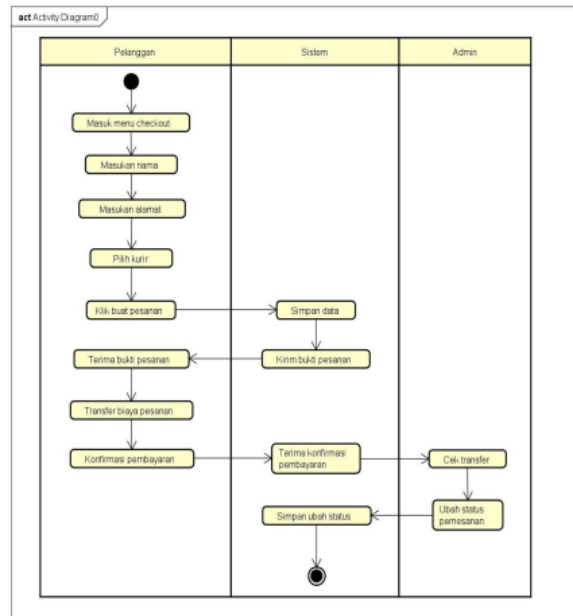 act Activity Diagram0
Pelanggan
Sistem
Admin
Masuk menu checkout
Masukan nama
Masukan alamat
Pilih kurir
Klik buat pesanan
Simpan data
Terima bukti pesanan
Kirim bukti pesanan
Transfer biaya pesanan
Konfirmasi pembayaran
Terima konfirmasi
pembayaran
Cek transfer
Simpan ubah status
Ubah status
pemesanan